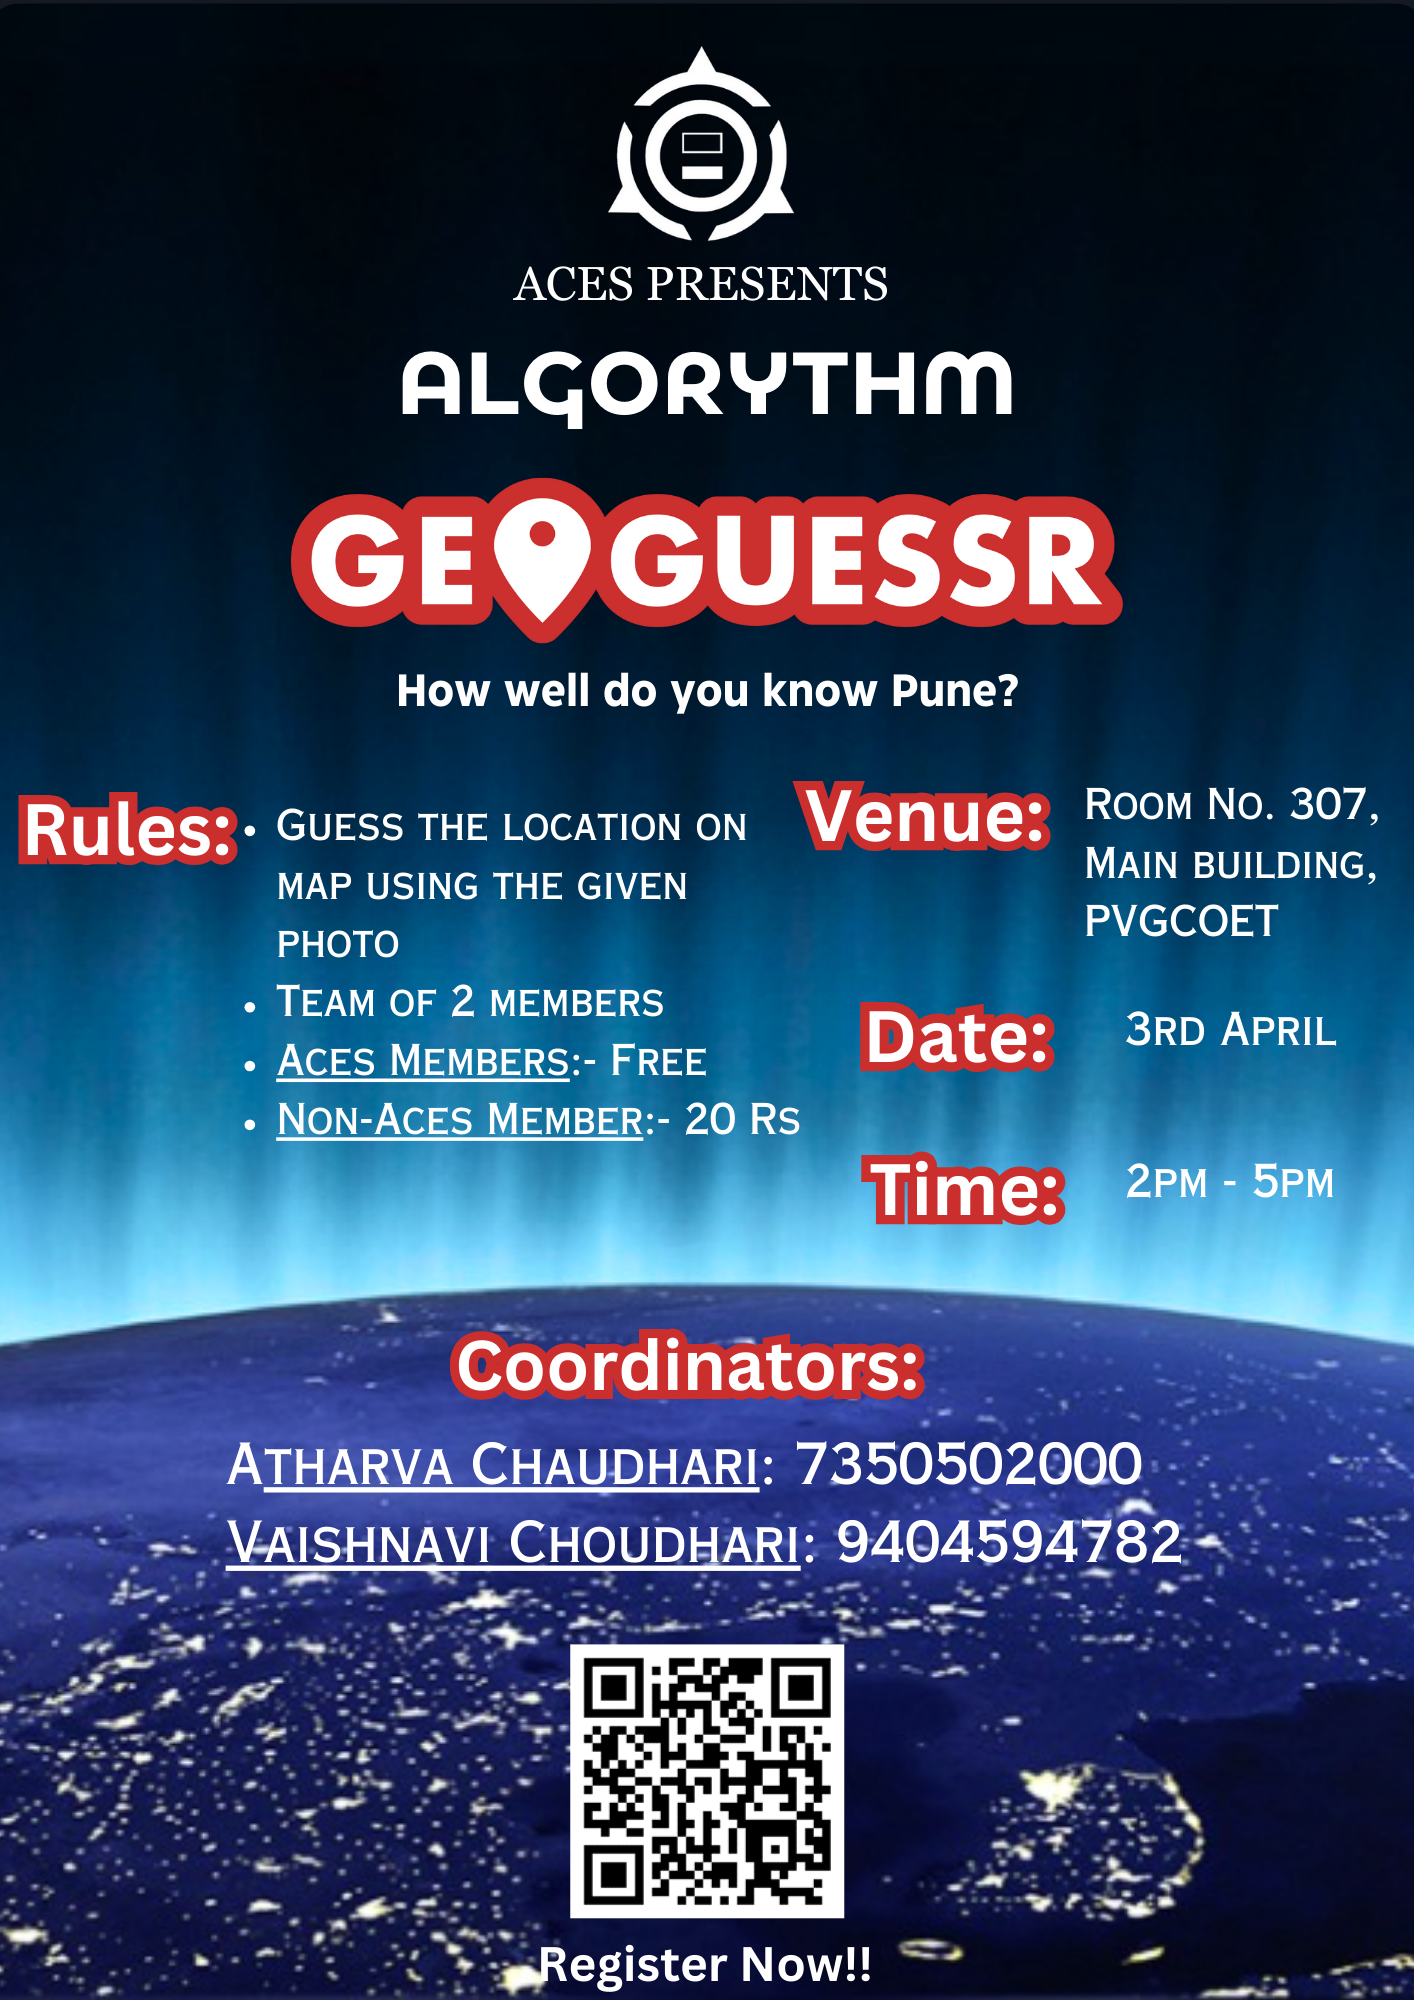 ACES PRESENTS
ALGORYTHM
GEOGUESSR
How well do you know Pune?
Rules:
• Guess the location on
map using the given
photo
• Team of 2 members
• Aces Members:- Free
• Non-Aces Member:- 20 Rs
Venue:
Room No. 307,
Main building,
PVGCOET
Date:
3rd April
Time:
2pm - 5pm
Coordinators:
Atharva Chaudhari: 7350502000
Vaishnavi Choudhari: 9404594782
Register Now!!